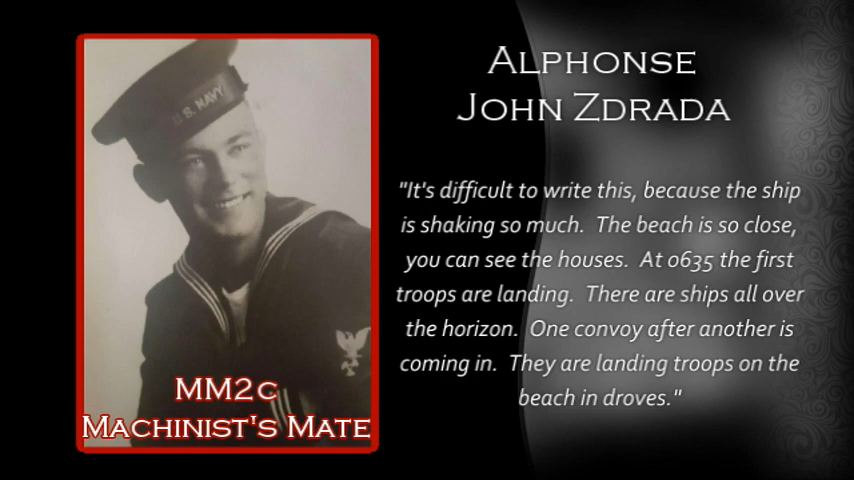 U.S. NAVY
MM2c
Machinist's Mate
Alphonse
John Zdrada
"It's difficult to write this, because the ship
is shaking so much.  The beach is so close,
you can see the houses.  At 0635 the first
troops are landing.  There are ships all over
the horizon.  One convoy after another is
coming in.  They are landing troops on the
beach in droves."